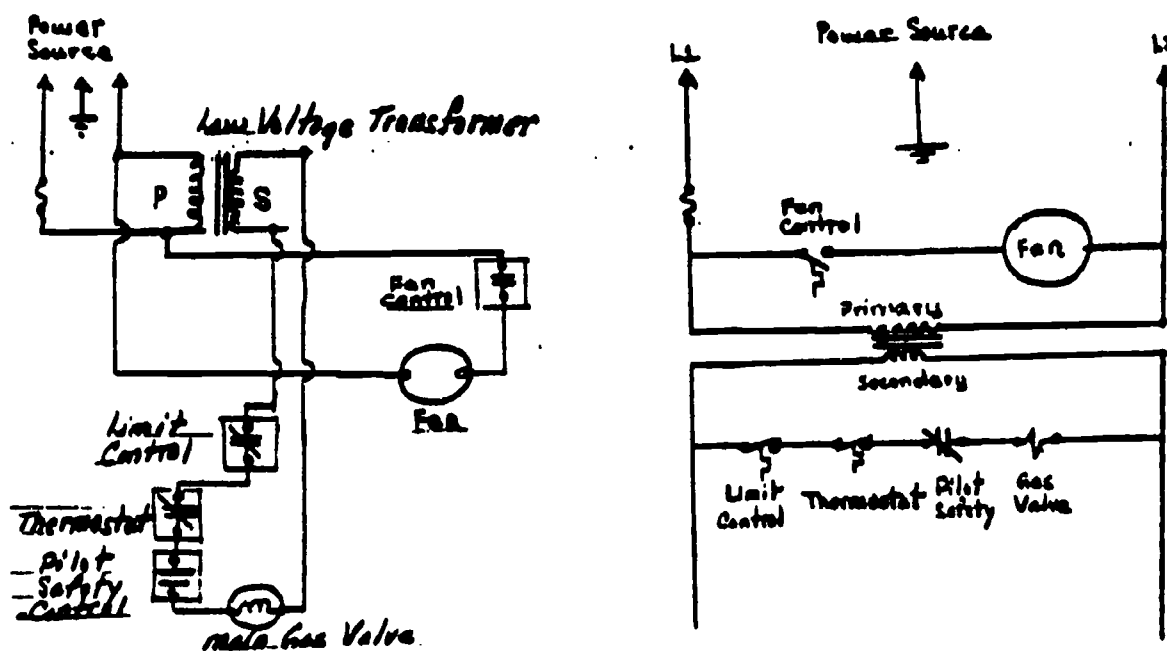 Power
Source
Low Voltage Transformer
P
S
Fan
Control
Fan
Limit
Control
Thermostat
Pilot
Safety
Control
Main Gas Valve
L1
Power Source
Fan
Control
Fan
Primary
Secondary
Limit
Control
Thermostat
Pilot
Safety
Gas
Valve